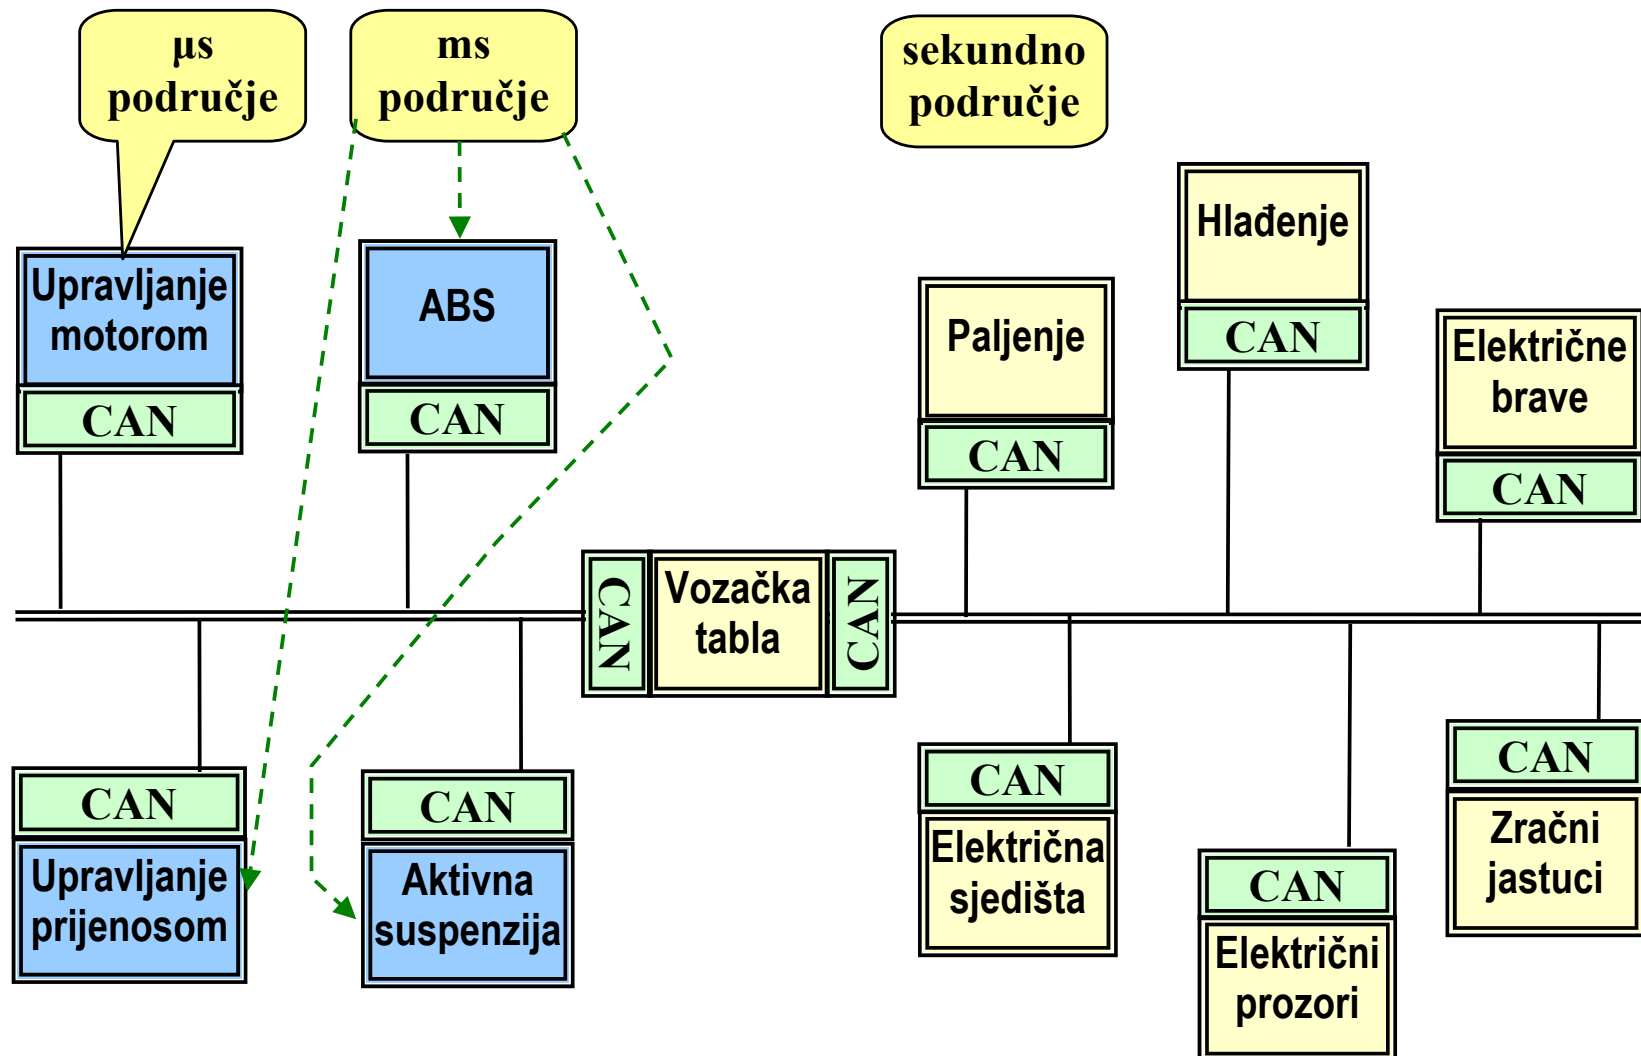 μs
područje
ms
područje
sekundno
područje
Upravljanje
motorom
CAN
ABS
CAN
Paljenje
CAN
Hlađenje
CAN
Električne
brave
CAN
CAN
Vozačka
tabla
CAN
CAN
Upravljanje
prijenosom
CAN
Aktivna
suspenzija
CAN
Električna
sjedišta
CAN
Električni
prozori
CAN
Zračni
jastuci